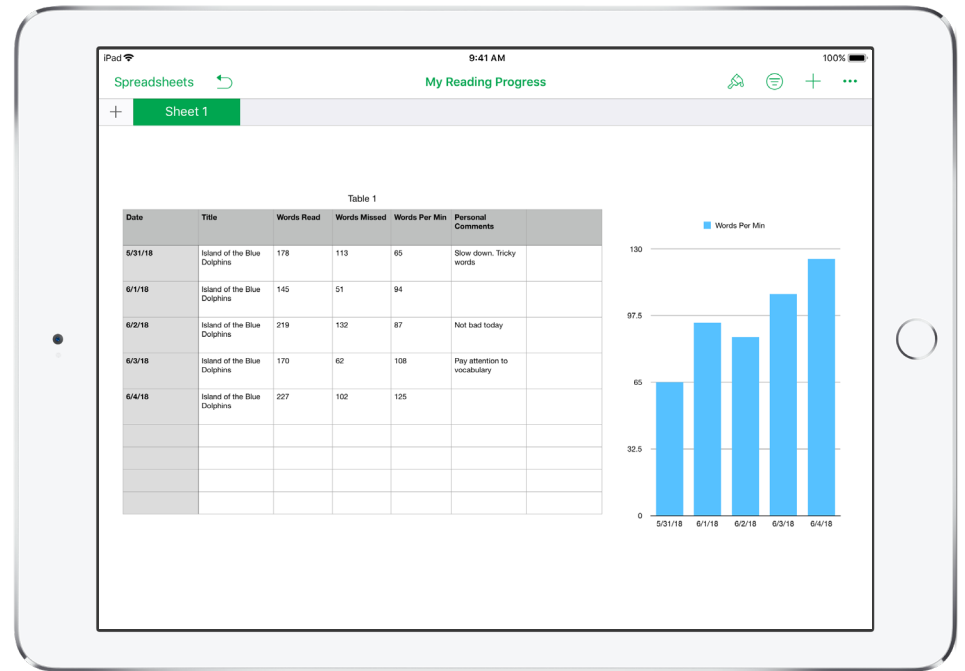 iPad 9:41 AM 100%
Spreadsheets My Reading Progress
Sheet 1
Table 1
Date Title Words Read Words Missed Words Per Min Personal
Comments
5/31/18 Island of the Blue 178 113 65 Slow down. Tricky
Dolphins words
6/1/18 Island of the Blue 145 51 94
Dolphins
6/2/18 Island of the Blue 219 132 87 Not bad today
Dolphins
6/3/18 Island of the Blue 170 62 108 Pay attention to
Dolphins vocabulary
6/4/18 Island of the Blue 227 102 125
Dolphins
Words Per Min
130
97.5
65
32.5
0
5/31/18 6/1/18 6/2/18 6/3/18 6/4/18